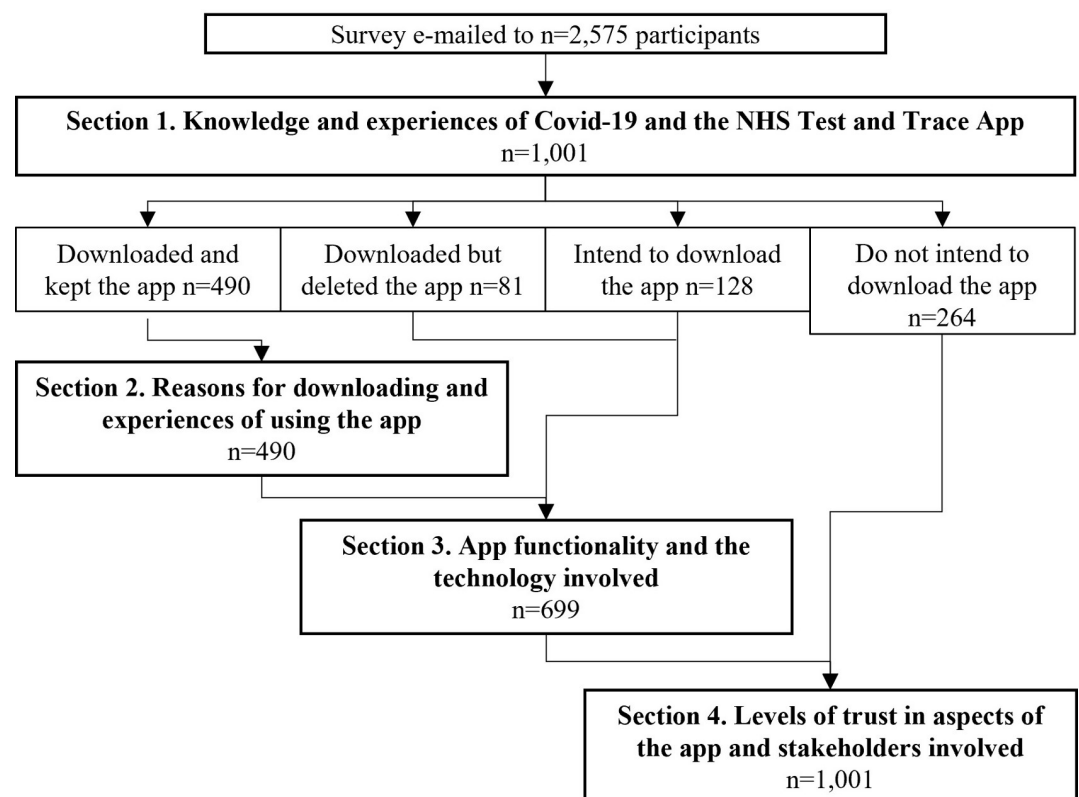 Survey e-mailed to n=2,575 participants
Section 1. Knowledge and experiences of Covid-19 and the NHS Test and Trace App
n=1,001
Downloaded and
kept the app n=490
Downloaded but
deleted the app n=81
Intend to download
the app n=128
Do not intend to
download the app
n=264
Section 2. Reasons for downloading and
experiences of using the app
n=490
Section 3. App functionality and the
technology involved
n=699
Section 4. Levels of trust in aspects of
the app and stakeholders involved
n=1,001